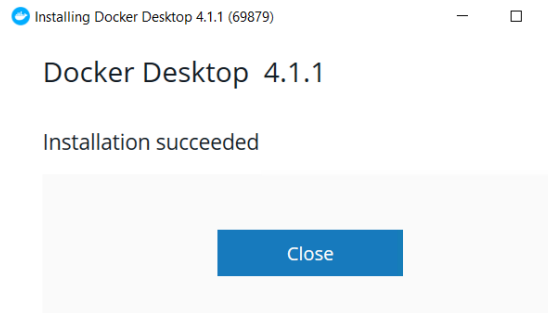 Installing Docker Desktop 4.1.1 (69879)
Docker Desktop 4.1.1
Installation succeeded
Close